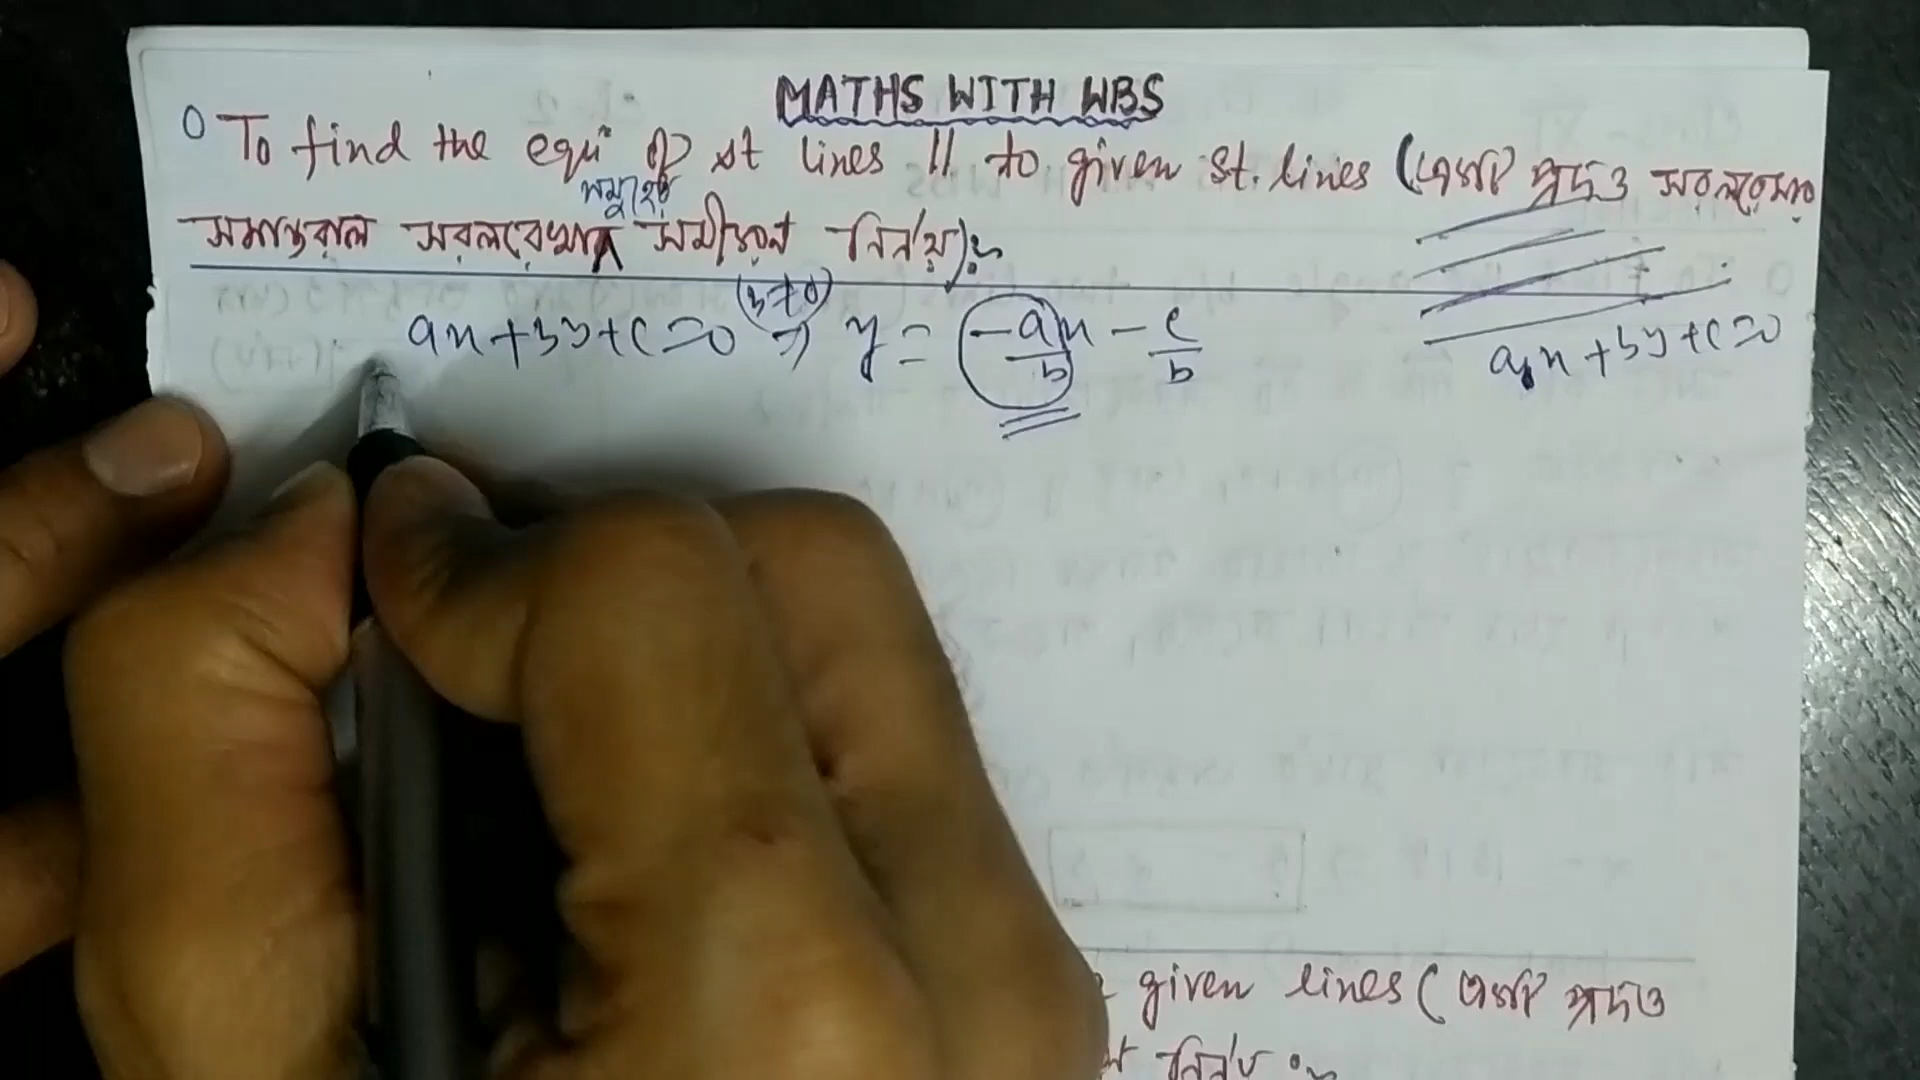 MATHS WITH WBS
To find the equⁿ of st lines || to given st. lines (একটি প্রদত্ত সরলরেখার
সমূহের
সমান্তরাল সরলরেখার সমীকরণ নির্ণয়)ঃ
(b≠0)
ax+by+c=0 ⇒ y = -a/b x - c/b
ax+by+c=0
given lines (একটি প্রদত্ত
নির্ণয় ঃ